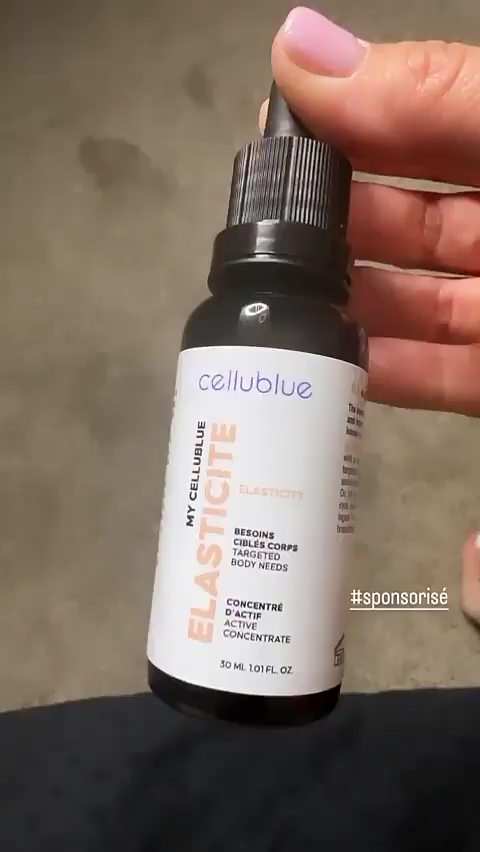 cellublue
MY CELLUBLUE
ELASTICITE
ELASTICITY
BESOINS
CIBLÉS CORPS
TARGETED
BODY NEEDS
CONCENTRÉ
D'ACTIF
ACTIVE
CONCENTRATE
30 ML 1.01 FL. OZ.
#sponsorisé